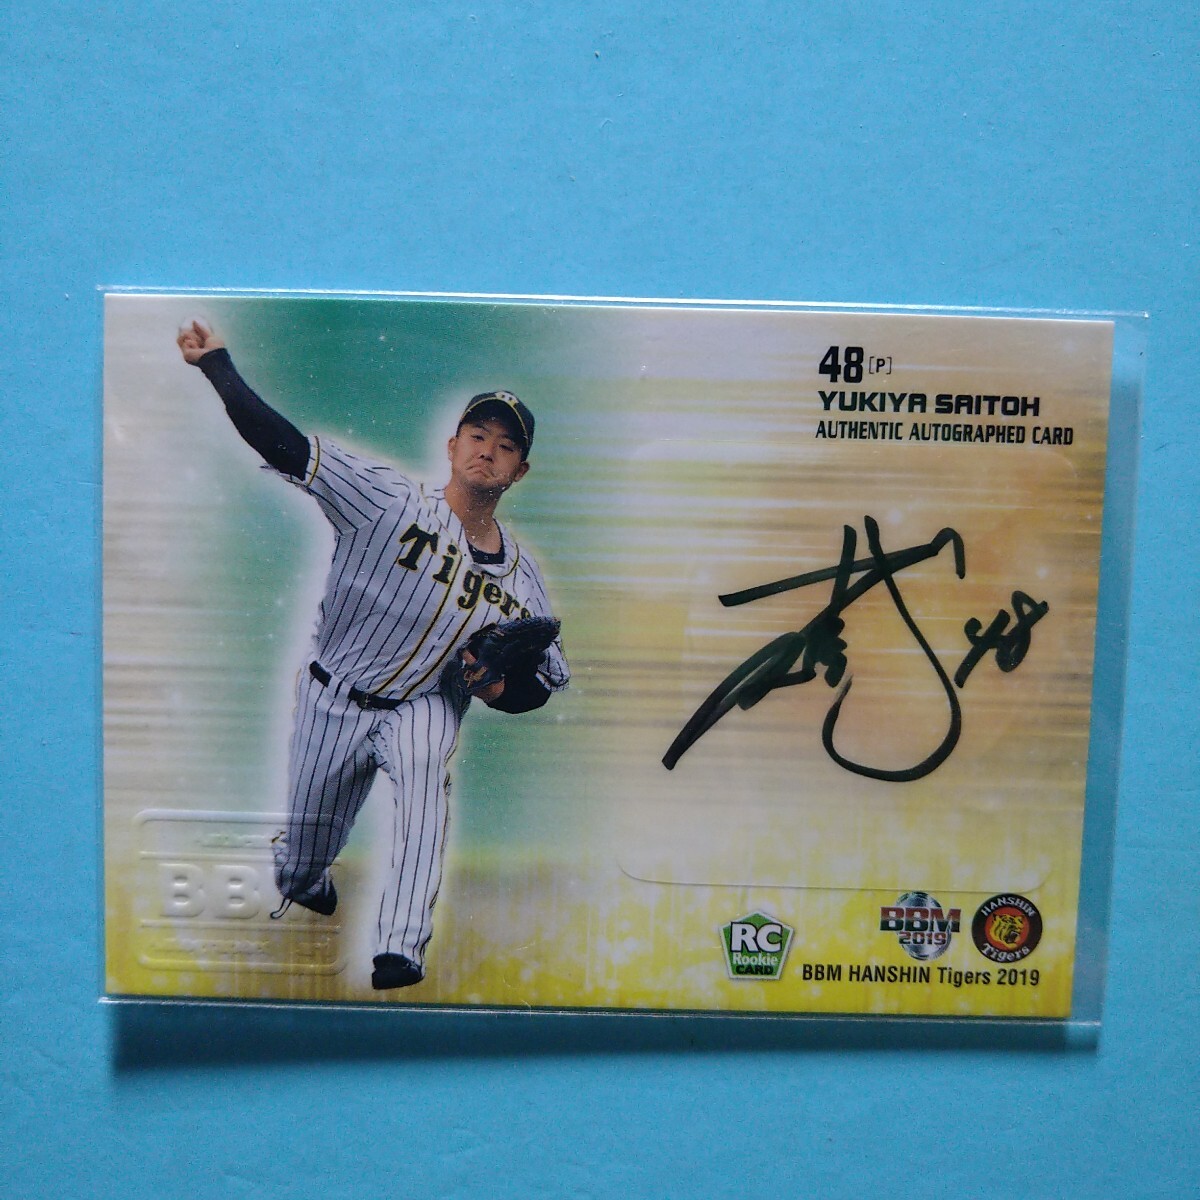 48 [P]
YUKIYA SAITOH
AUTHENTIC AUTOGRAPHED CARD
Tigers
48
BBM
RC
Rookie
CARD
BBM
2019
HANSHIN
Tigers
BBM HANSHIN Tigers 2019